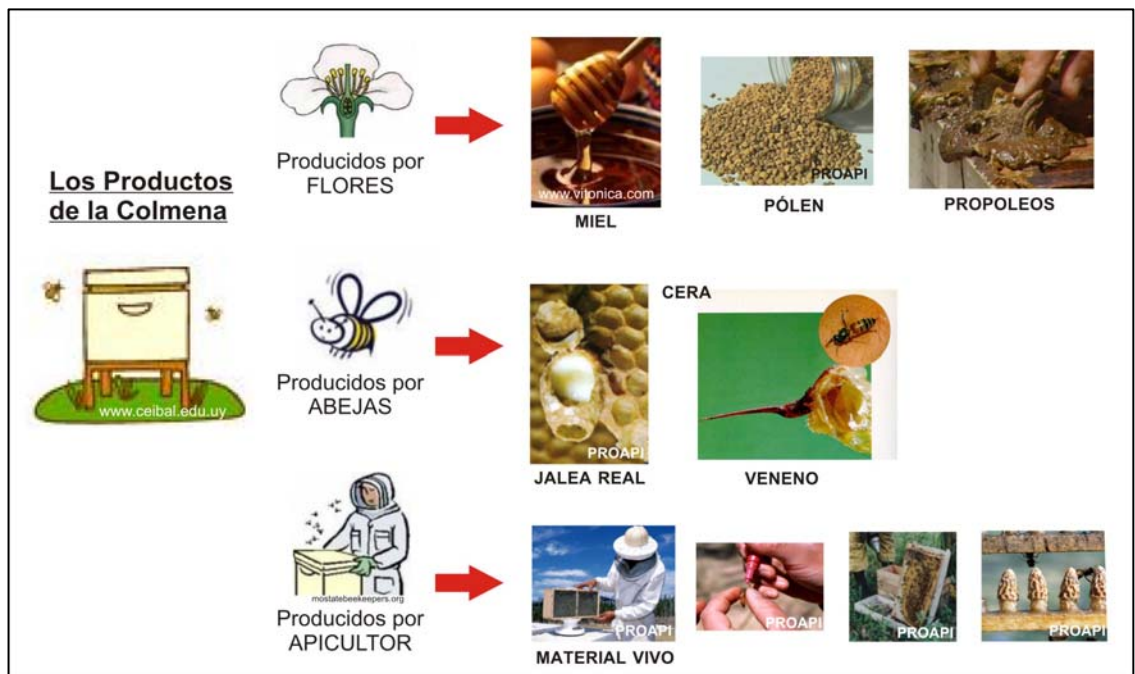 Los Productos
de la Colmena
www.ceibal.edu.uy
Producidos por
FLORES
www.vitonica.com
MIEL
PROAPI
PÓLEN
PROPOLEOS
Producidos por
ABEJAS
PROAPI
JALEA REAL
CERA
VENENO
mostatebeekeepers.org
Producidos por
APICULTOR
PROAPI
MATERIAL VIVO
PROAPI
PROAPI
PROAPI